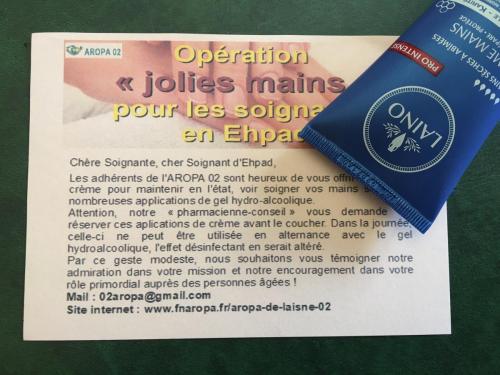 AROPA 02
Opération
« jolies mains
pour les soigna
en Ehpad
Chère Soignante, cher Soignant d'Ehpad,
Les adhérents de l'AROPA 02 sont heureux de vous
crème pour maintenir en l'état, voir soigner vos mains
nombreuses applications de gel hydro-alcoolique.
Attention, notre « pharmacienne-conseil » vous demande
réserver ces aplications de crème avant le coucher. Dans la journée,
celle-ci ne peut être utilisée en alternance avec le gel
hydroalcoolique, l'effet désinfectant en serait altéré.
Par ce geste modeste, nous souhaitons vous témoigner notre
admiration dans votre mission et notre encouragement dans votre
rôle primordial auprès des personnes âgées !
Mail : 02aropa@gmail.com
Site internet : www.fnaropa.fr/aropa-de-laisne-02
LAINO
PRO INTENS
ME MAINS
INS SÈCHES & ABÎMÉES